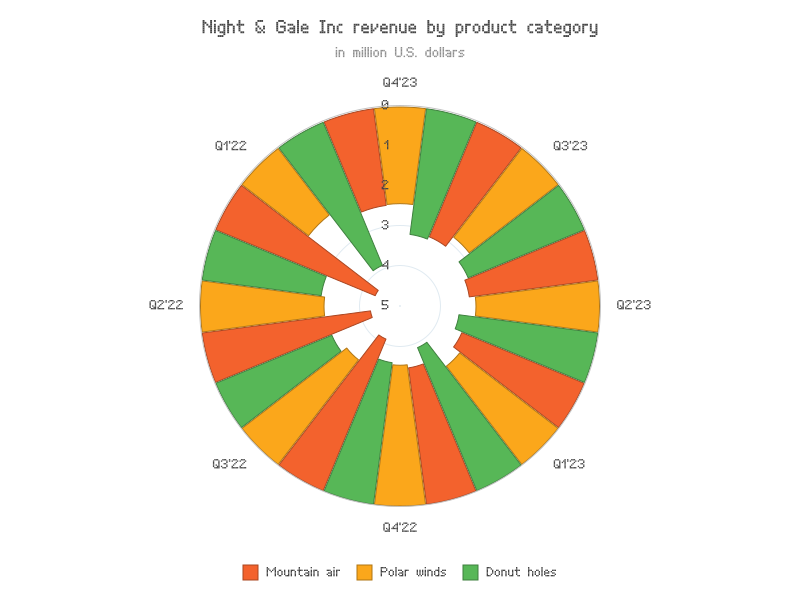 Night & Gale Inc revenue by product category
in million U.S. dollars
Q4'23
0
Q1'22
1
Q3'23
2
3
4
Q2'22
5
Q2'23
Q3'22
Q1'23
Q4'22
Mountain air
Polar winds
Donut holes